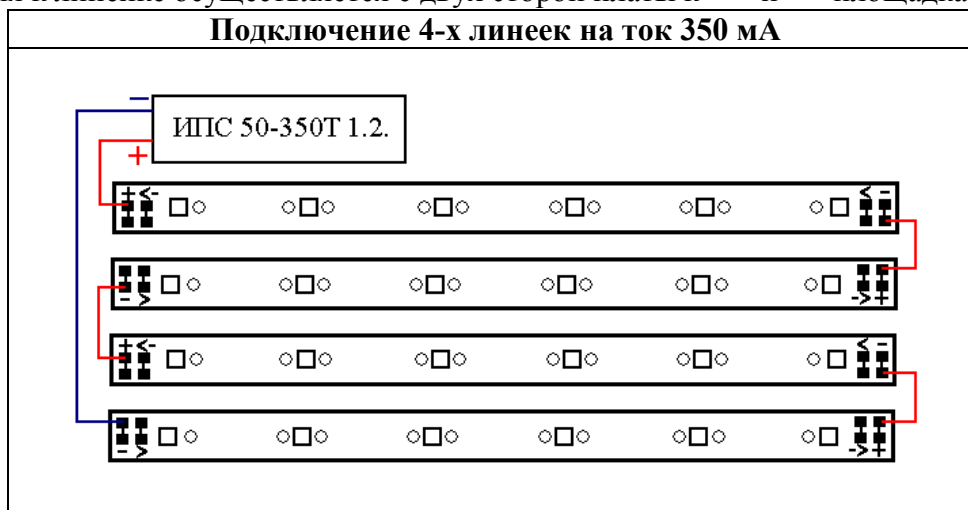 Подключение 4-х линеек на ток 350 мА
−
ИПС 50-350Т 1.2.
+
+ <- < -
- > -> +
+ <- < -
- > -> +